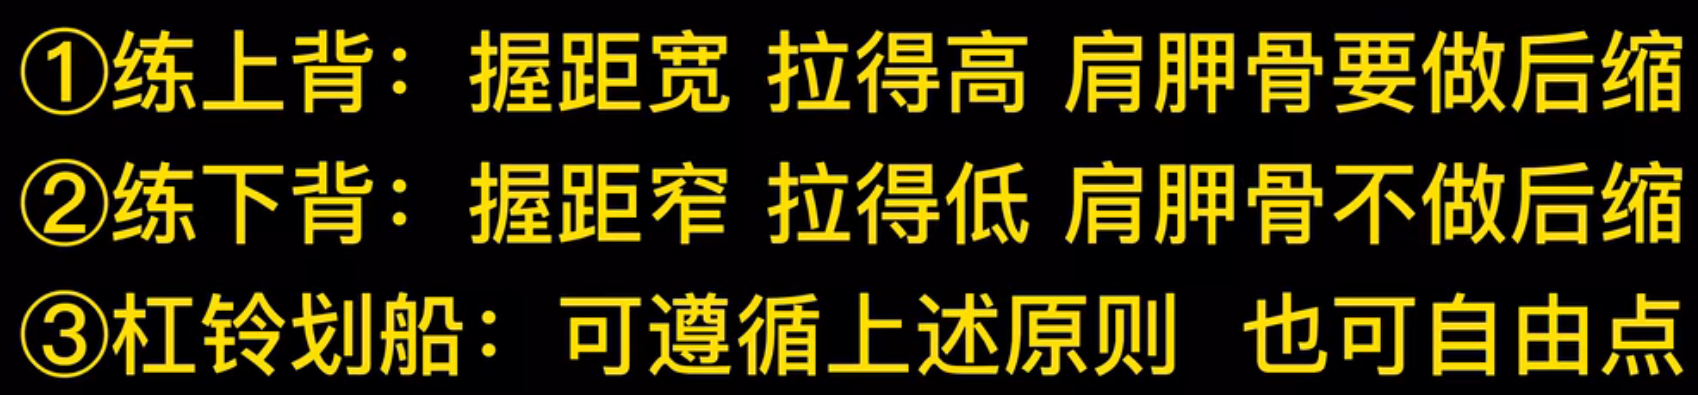 ①练上背：握距宽 拉得高 肩胛骨要做后缩
②练下背：握距窄 拉得低 肩胛骨不做后缩
③杠铃划船：可遵循上述原则 也可自由点